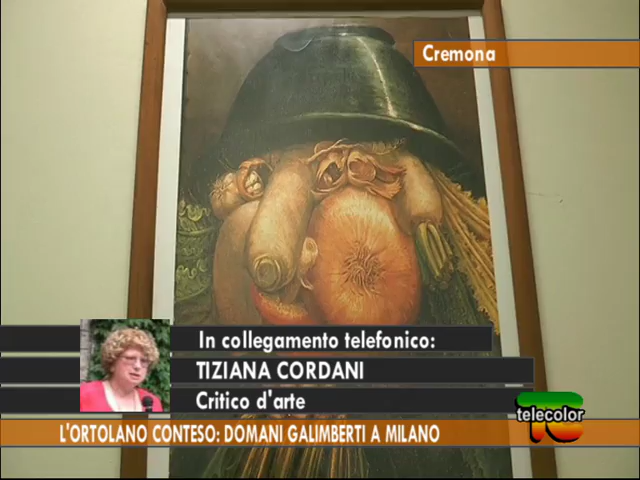 Cremona
In collegamento telefonico:
TIZIANA CORDANI
Critico d'arte
telecolor
L'ORTOLANO CONTESO: DOMANI GALIMBERTI A MILANO